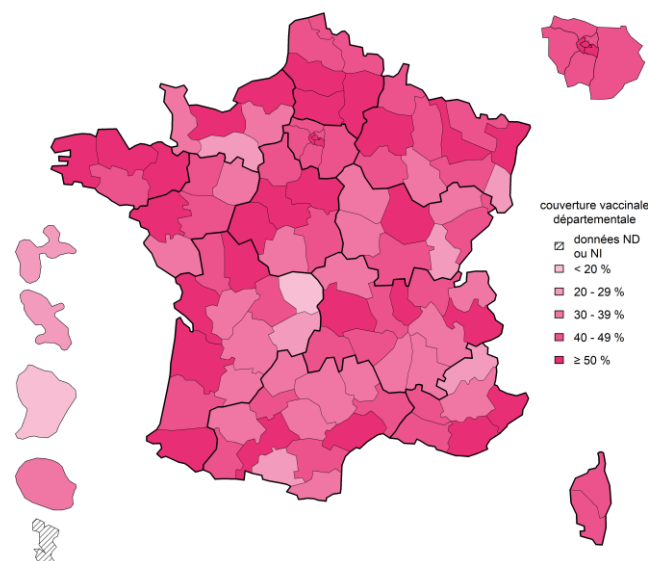 couverture vaccinale
départementale
données ND
ou NI
< 20 %
20 - 29 %
30 - 39 %
40 - 49 %
≥ 50 %